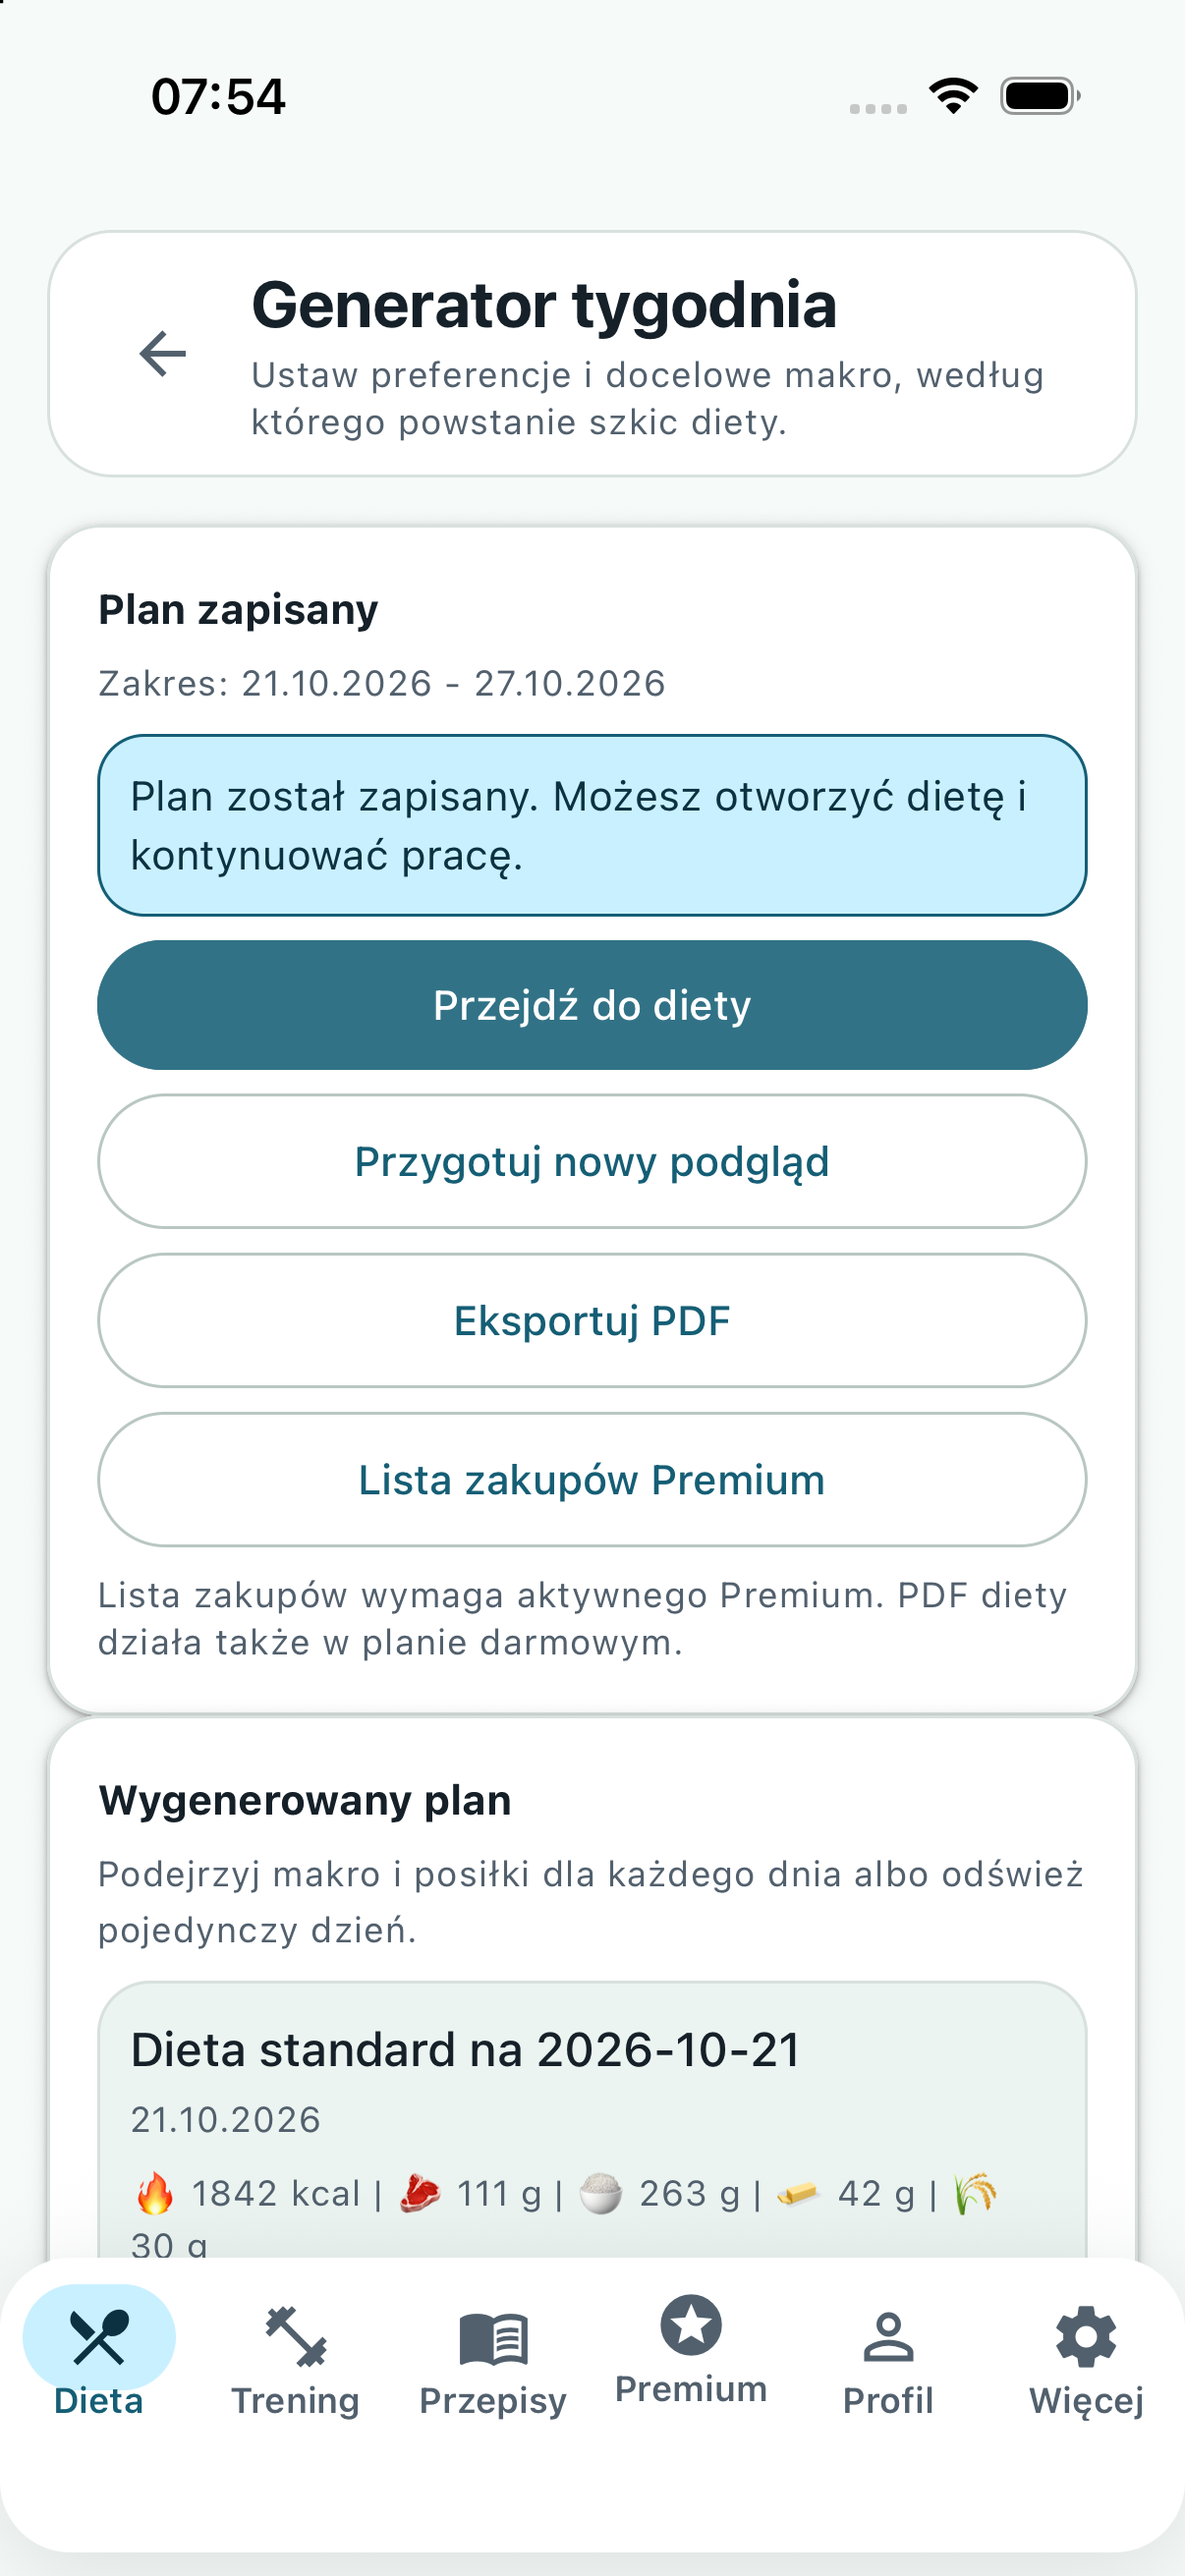 07:54
Generator tygodnia
Ustaw preferencje i docelowe makro, według
którego powstanie szkic diety.
Plan zapisany
Zakres: 21.10.2026 - 27.10.2026
Plan został zapisany. Możesz otworzyć dietę i
kontynuować pracę.
Przejdź do diety
Przygotuj nowy podgląd
Eksportuj PDF
Lista zakupów Premium
Lista zakupów wymaga aktywnego Premium. PDF diety
działa także w planie darmowym.
Wygenerowany plan
Podejrzyj makro i posiłki dla każdego dnia albo odśwież
pojedynczy dzień.
Dieta standard na 2026-10-21
21.10.2026
🔥 1842 kcal | 🥩 111 g | 🍚 263 g | 🧈 42 g | 🌾
30 g
Dieta
Trening
Przepisy
Premium
Profil
Więcej